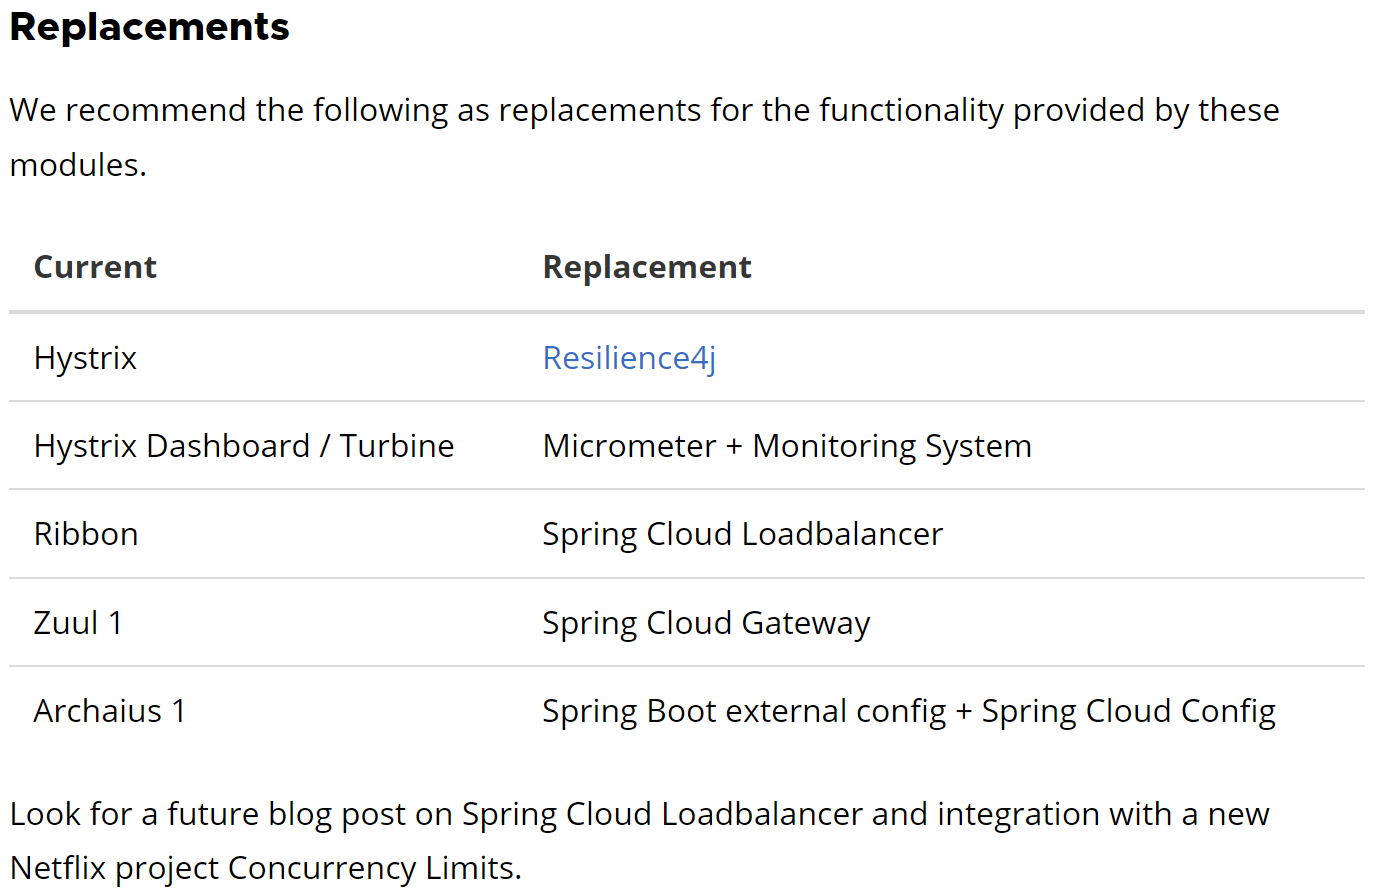 Replacements
We recommend the following as replacements for the functionality provided by these
modules.
Current Replacement
Hystrix Resilience4j
Hystrix Dashboard / Turbine Micrometer + Monitoring System
Ribbon Spring Cloud Loadbalancer
Zuul 1 Spring Cloud Gateway
Archaius 1 Spring Boot external config + Spring Cloud Config
Look for a future blog post on Spring Cloud Loadbalancer and integration with a new
Netflix project Concurrency Limits.